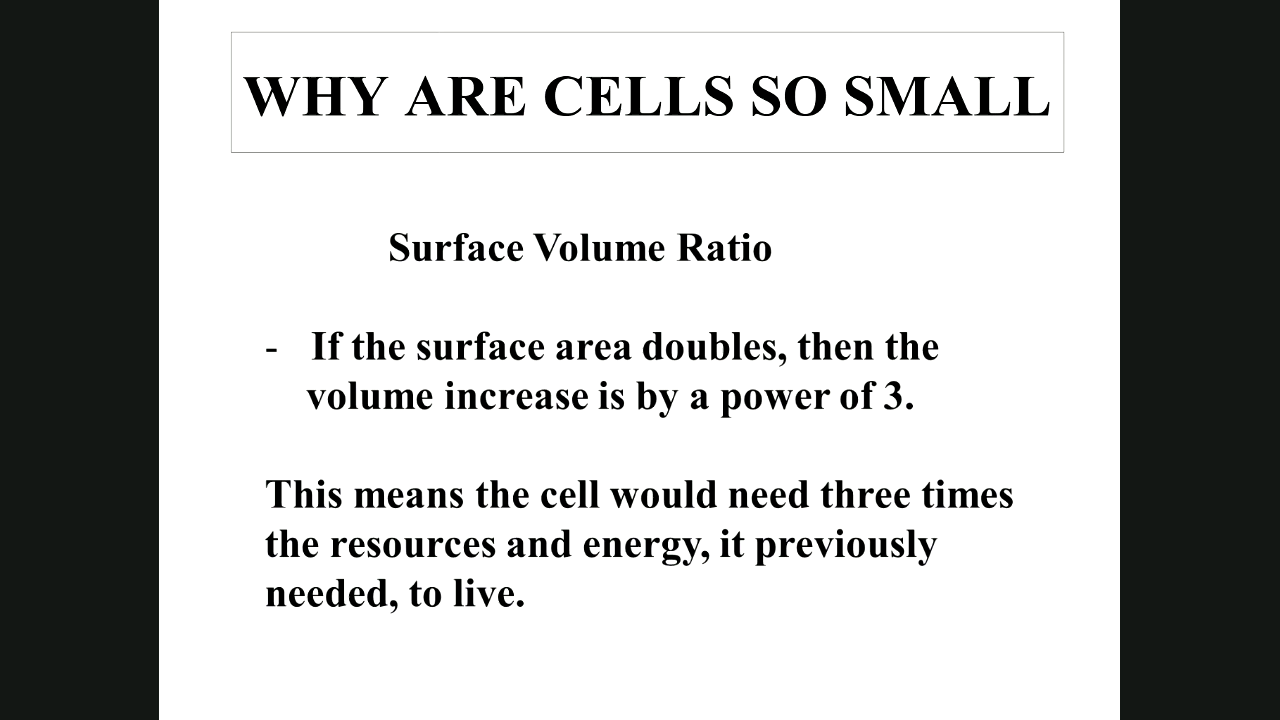 WHY ARE CELLS SO SMALL
Surface Volume Ratio
- If the surface area doubles, then the
volume increase is by a power of 3.
This means the cell would need three times
the resources and energy, it previously
needed, to live.